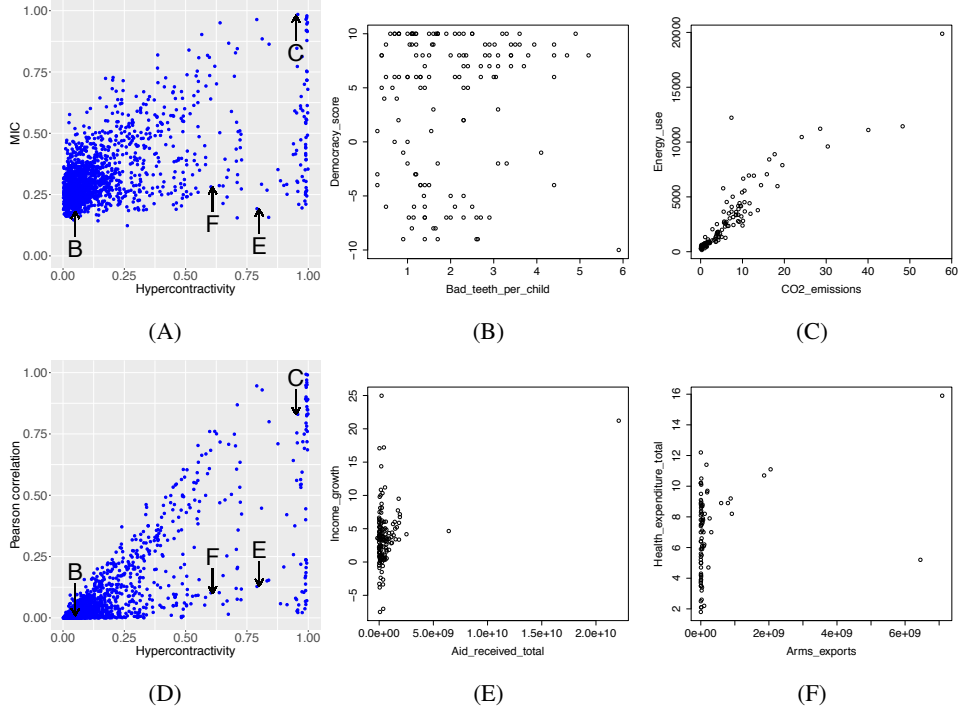 1.00
0.75
0.50
0.25
0.00
MIC
0.00 0.25 0.50 0.75 1.00
Hypercontractivity
B
F
E
C
(A)
10
5
0
−5
−10
Democracy_score
1 2 3 4 5 6
Bad_teeth_per_child
(B)
20000
15000
10000
5000
0
Energy_use
0 10 20 30 40 50 60
CO2_emissions
(C)
1.00
0.75
0.50
0.25
0.00
Pearson correlation
0.00 0.25 0.50 0.75 1.00
Hypercontractivity
B
F
E
C
(D)
25
20
15
10
5
0
−5
Income_growth
0.0e+00 5.0e+09 1.0e+10 1.5e+10 2.0e+10
Aid_received_total
(E)
16
14
12
10
8
6
4
2
Health_expenditure_total
0e+00 2e+09 4e+09 6e+09
Arms_exports
(F)